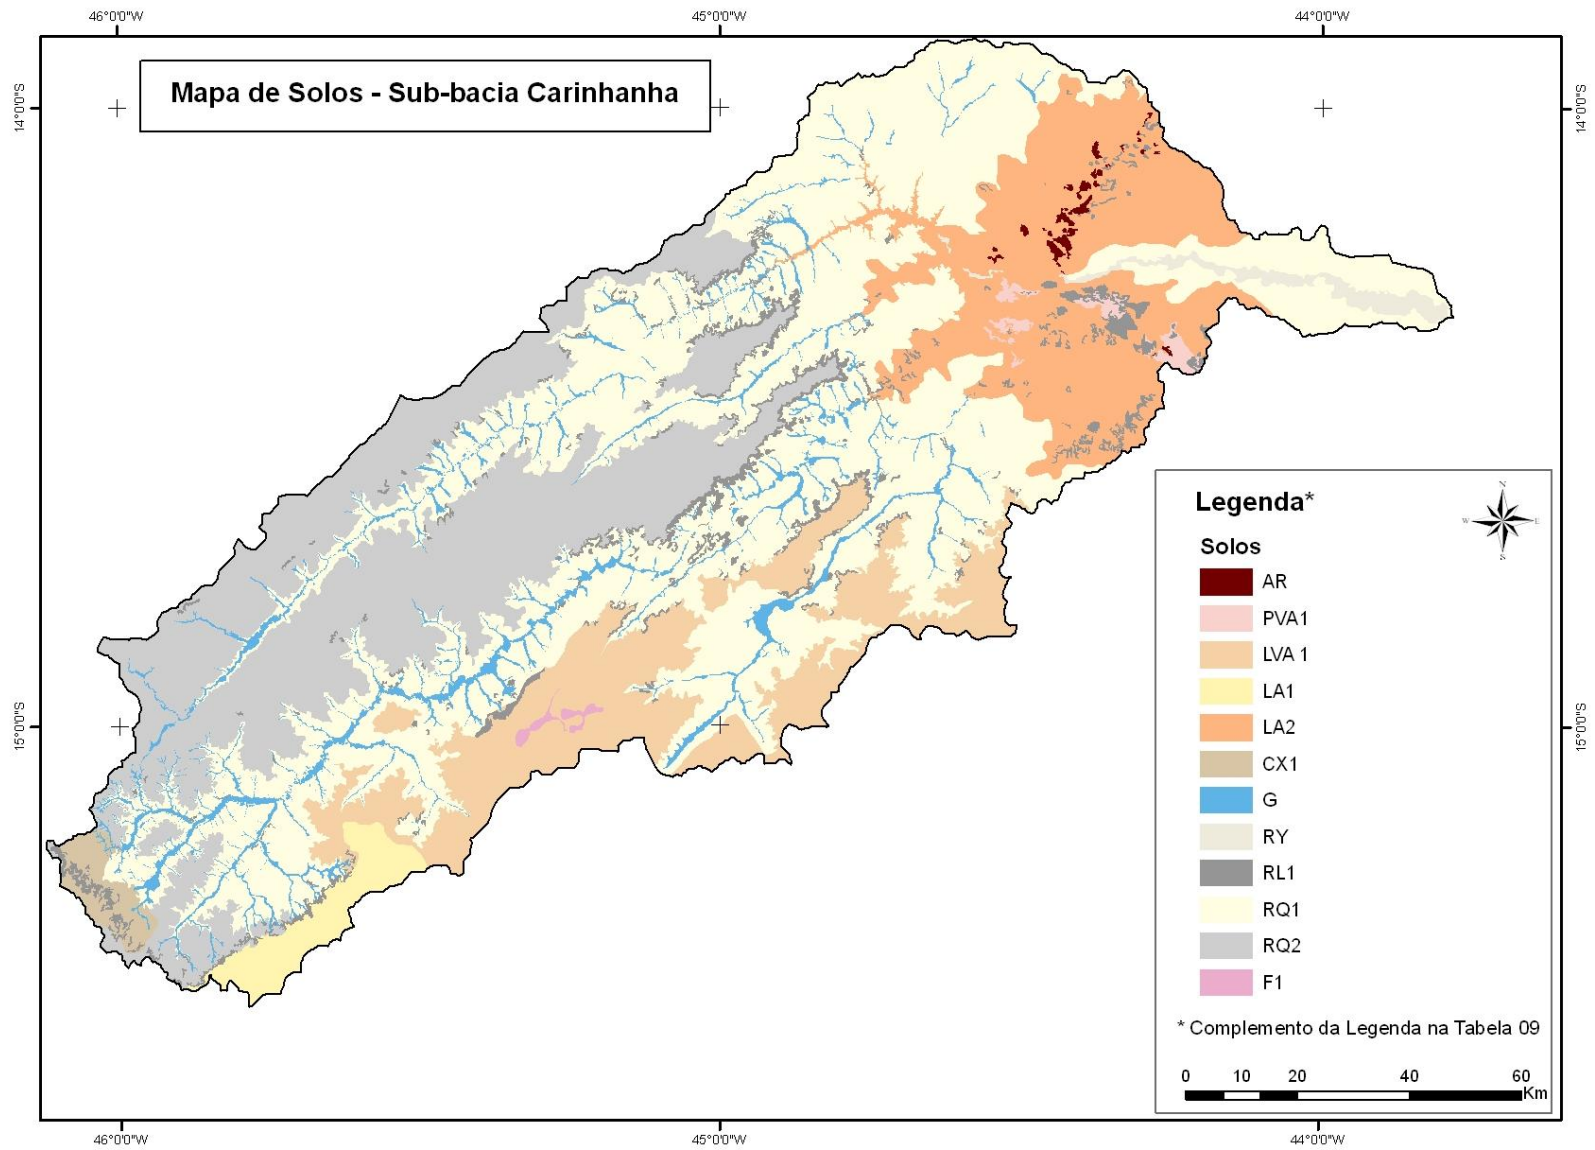 46°0'0"W 45°0'0"W 44°0'0"W
Mapa de Solos - Sub-bacia Carinhanha
14°0'0"S 14°0'0"S
15°0'0"S 15°0'0"S
Legenda*
N
W E
S
Solos
AR
PVA1
LVA 1
LA1
LA2
CX1
G
RY
RL1
RQ1
RQ2
F1
* Complemento da Legenda na Tabela 09
0 10 20 40 60
Km
46°0'0"W 45°0'0"W 44°0'0"W